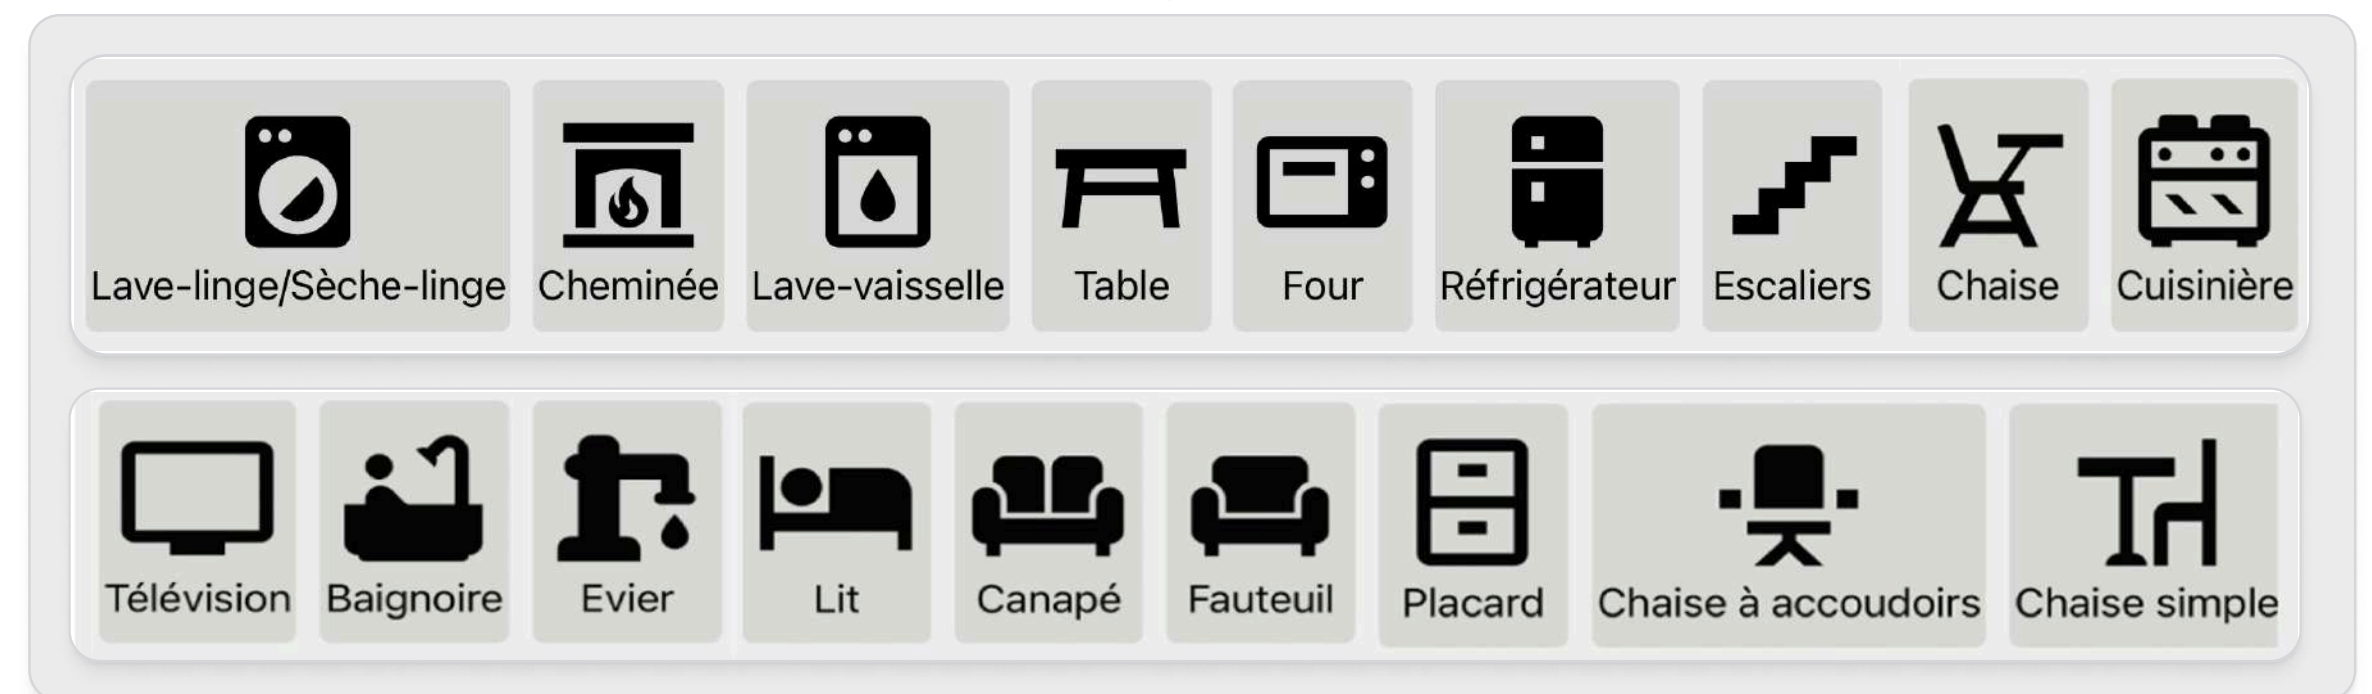 Lave-linge/Sèche-linge Cheminée Lave-vaisselle Table Four Réfrigérateur Escaliers Chaise Cuisinière
Télévision Baignoire Evier Lit Canapé Fauteuil Placard Chaise à accoudoirs Chaise simple